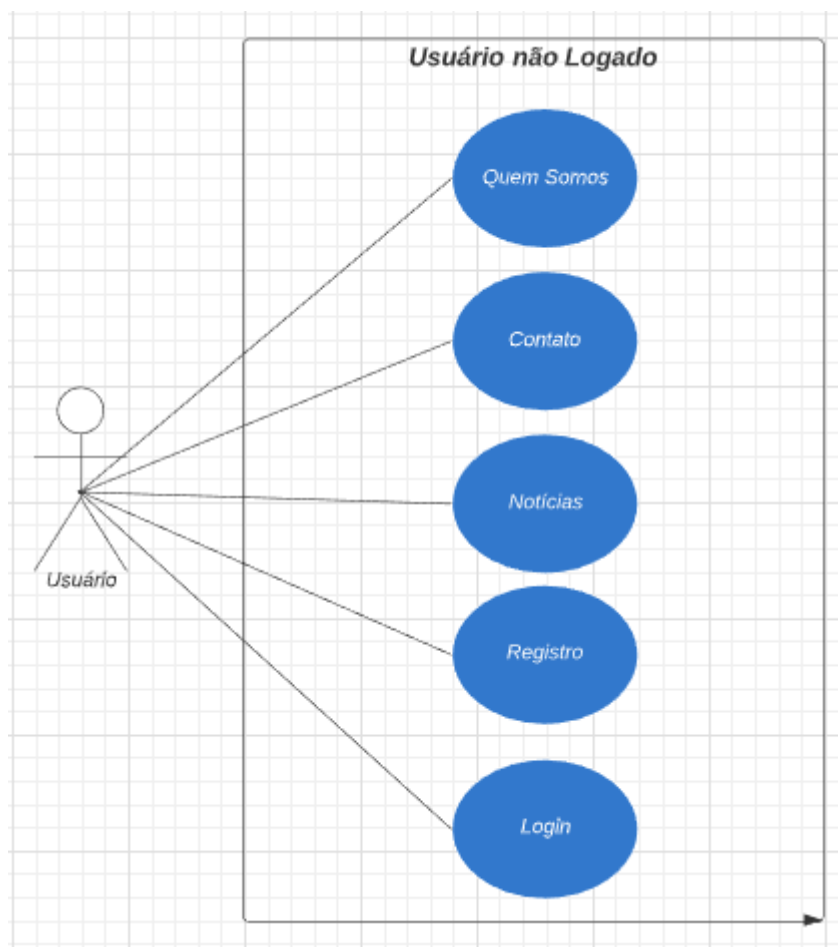 Usuário não Logado
Quem Somos
Contato
Notícias
Usuário
Registro
Login